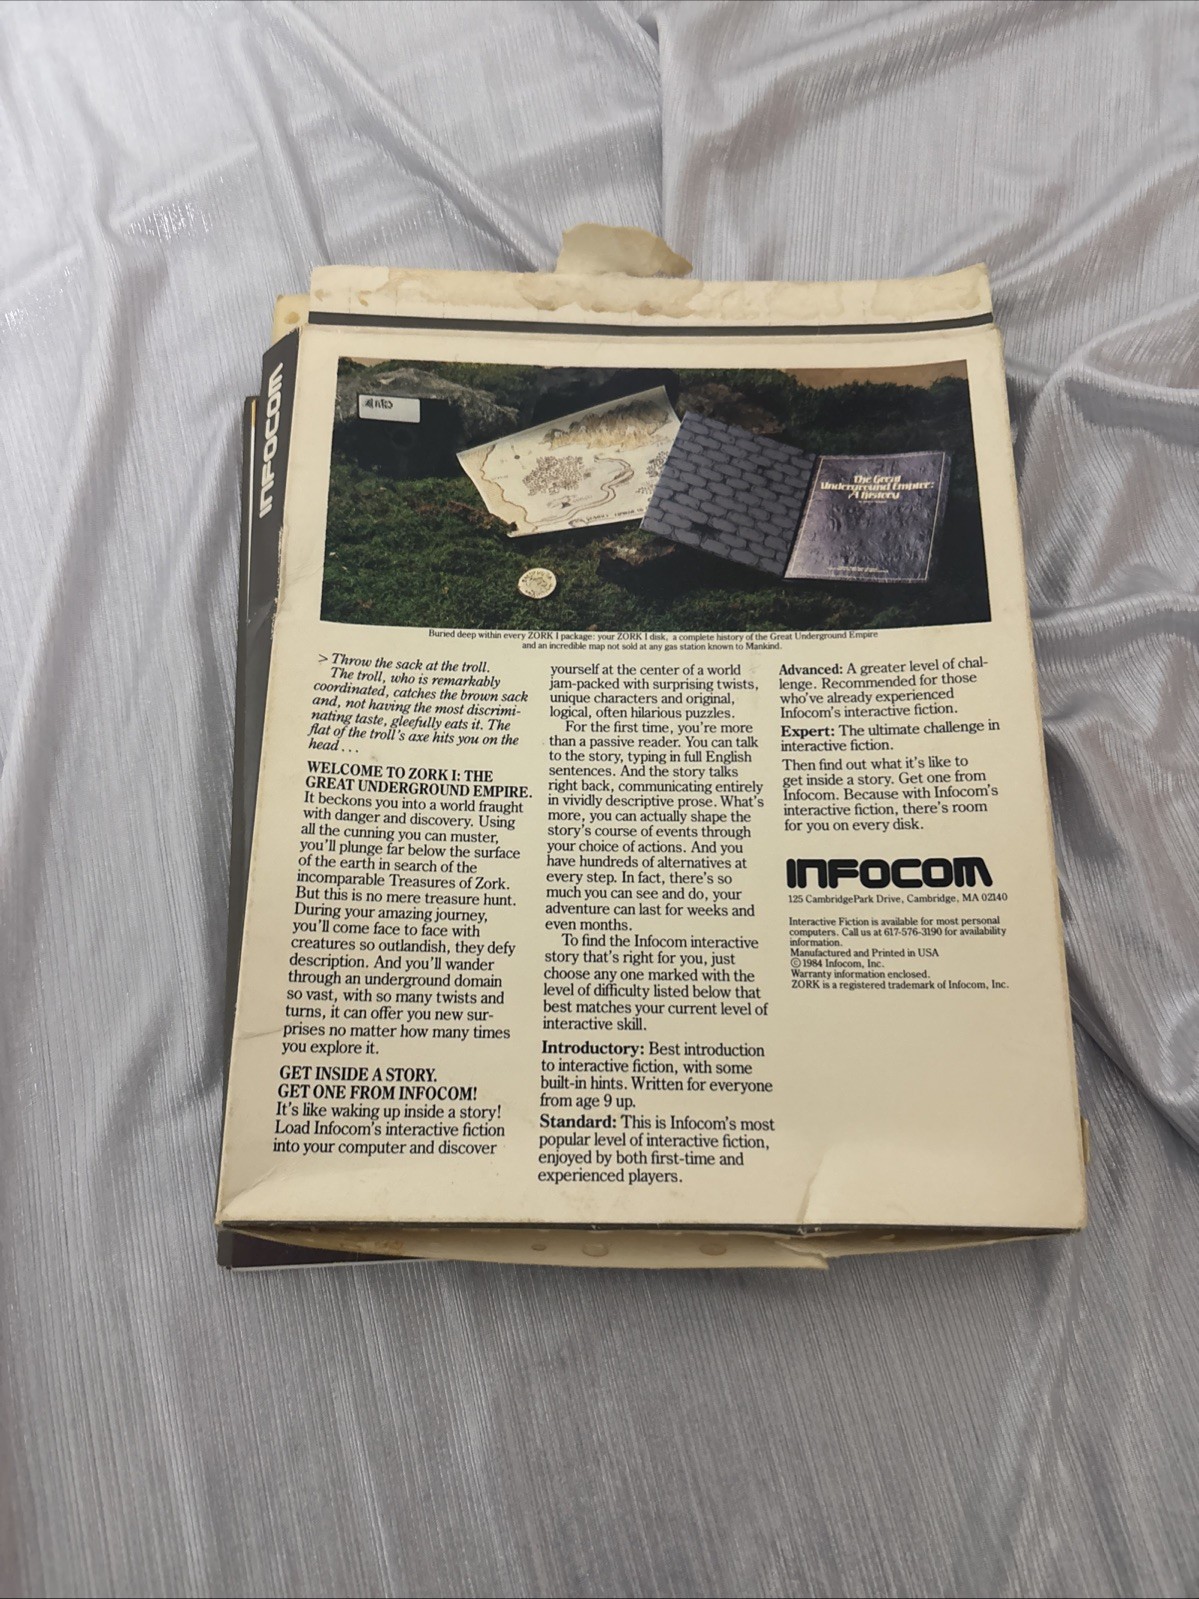 INFOCOM
The Great
Underground Empire:
A History
Buried deep within every ZORK I package: your ZORK I disk, a complete history of the Great Underground Empire
and an incredible map not sold at any gas station known to Mankind.
> Throw the sack at the troll.
The troll, who is remarkably
coordinated, catches the brown sack
and, not having the most discrimi-
nating taste, gleefully eats it. The
flat of the troll's axe hits you on the
head . . .
WELCOME TO ZORK I: THE
GREAT UNDERGROUND EMPIRE.
It beckons you into a world fraught
with danger and discovery. Using
all the cunning you can muster,
you'll plunge far below the surface
of the earth in search of the
incomparable Treasures of Zork.
But this is no mere treasure hunt.
During your amazing journey,
you'll come face to face with
creatures so outlandish, they defy
description. And you'll wander
through an underground domain
so vast, with so many twists and
turns, it can offer you new sur-
prises no matter how many times
you explore it.
GET INSIDE A STORY.
GET ONE FROM INFOCOM!
It's like waking up inside a story!
Load Infocom's interactive fiction
into your computer and discover
yourself at the center of a world
jam-packed with surprising twists,
unique characters and original,
logical, often hilarious puzzles.
For the first time, you're more
than a passive reader. You can talk
to the story, typing in full English
sentences. And the story talks
right back, communicating entirely
in vividly descriptive prose. What's
more, you can actually shape the
story's course of events through
your choice of actions. And you
have hundreds of alternatives at
every step. In fact, there's so
much you can see and do, your
adventure can last for weeks and
even months.
To find the Infocom interactive
story that's right for you, just
choose any one marked with the
level of difficulty listed below that
best matches your current level of
interactive skill.
Introductory: Best introduction
to interactive fiction, with some
built-in hints. Written for everyone
from age 9 up.
Standard: This is Infocom's most
popular level of interactive fiction,
enjoyed by both first-time and
experienced players.
Advanced: A greater level of chal-
lenge. Recommended for those
who've already experienced
Infocom's interactive fiction.
Expert: The ultimate challenge in
interactive fiction.
Then find out what it's like to
get inside a story. Get one from
Infocom. Because with Infocom's
interactive fiction, there's room
for you on every disk.
INFOCOM
125 CambridgePark Drive, Cambridge, MA 02140
Interactive Fiction is available for most personal
computers. Call us at 617-576-3190 for availability
information.
Manufactured and Printed in USA
©1984 Infocom, Inc.
Warranty information enclosed.
ZORK is a registered trademark of Infocom, Inc.